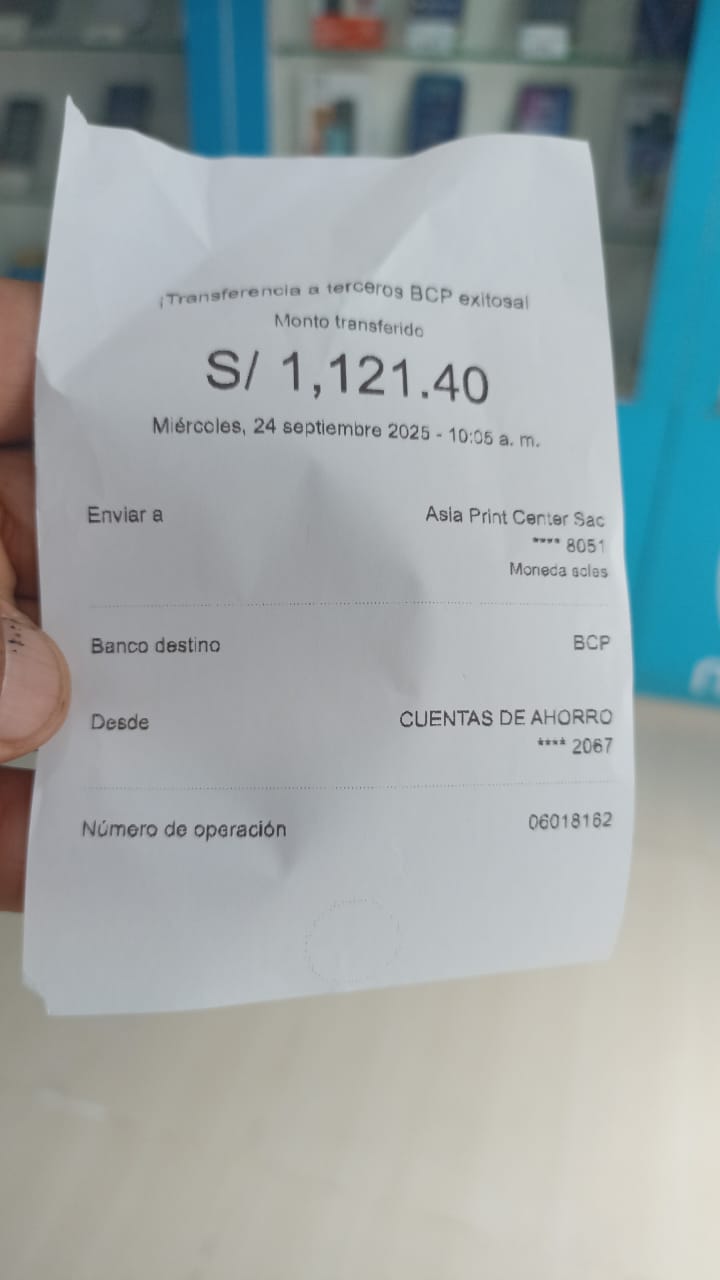 ¡Transferencia a terceros BCP exitosa!
Monto transferido
S/ 1,121.40
Miércoles, 24 septiembre 2025 - 10:05 a. m.
Enviar a
Asia Print Center Sac
**** 8051
Moneda soles
Banco destino
BCP
Desde
CUENTAS DE AHORRO
**** 2067
Número de operación
06018162